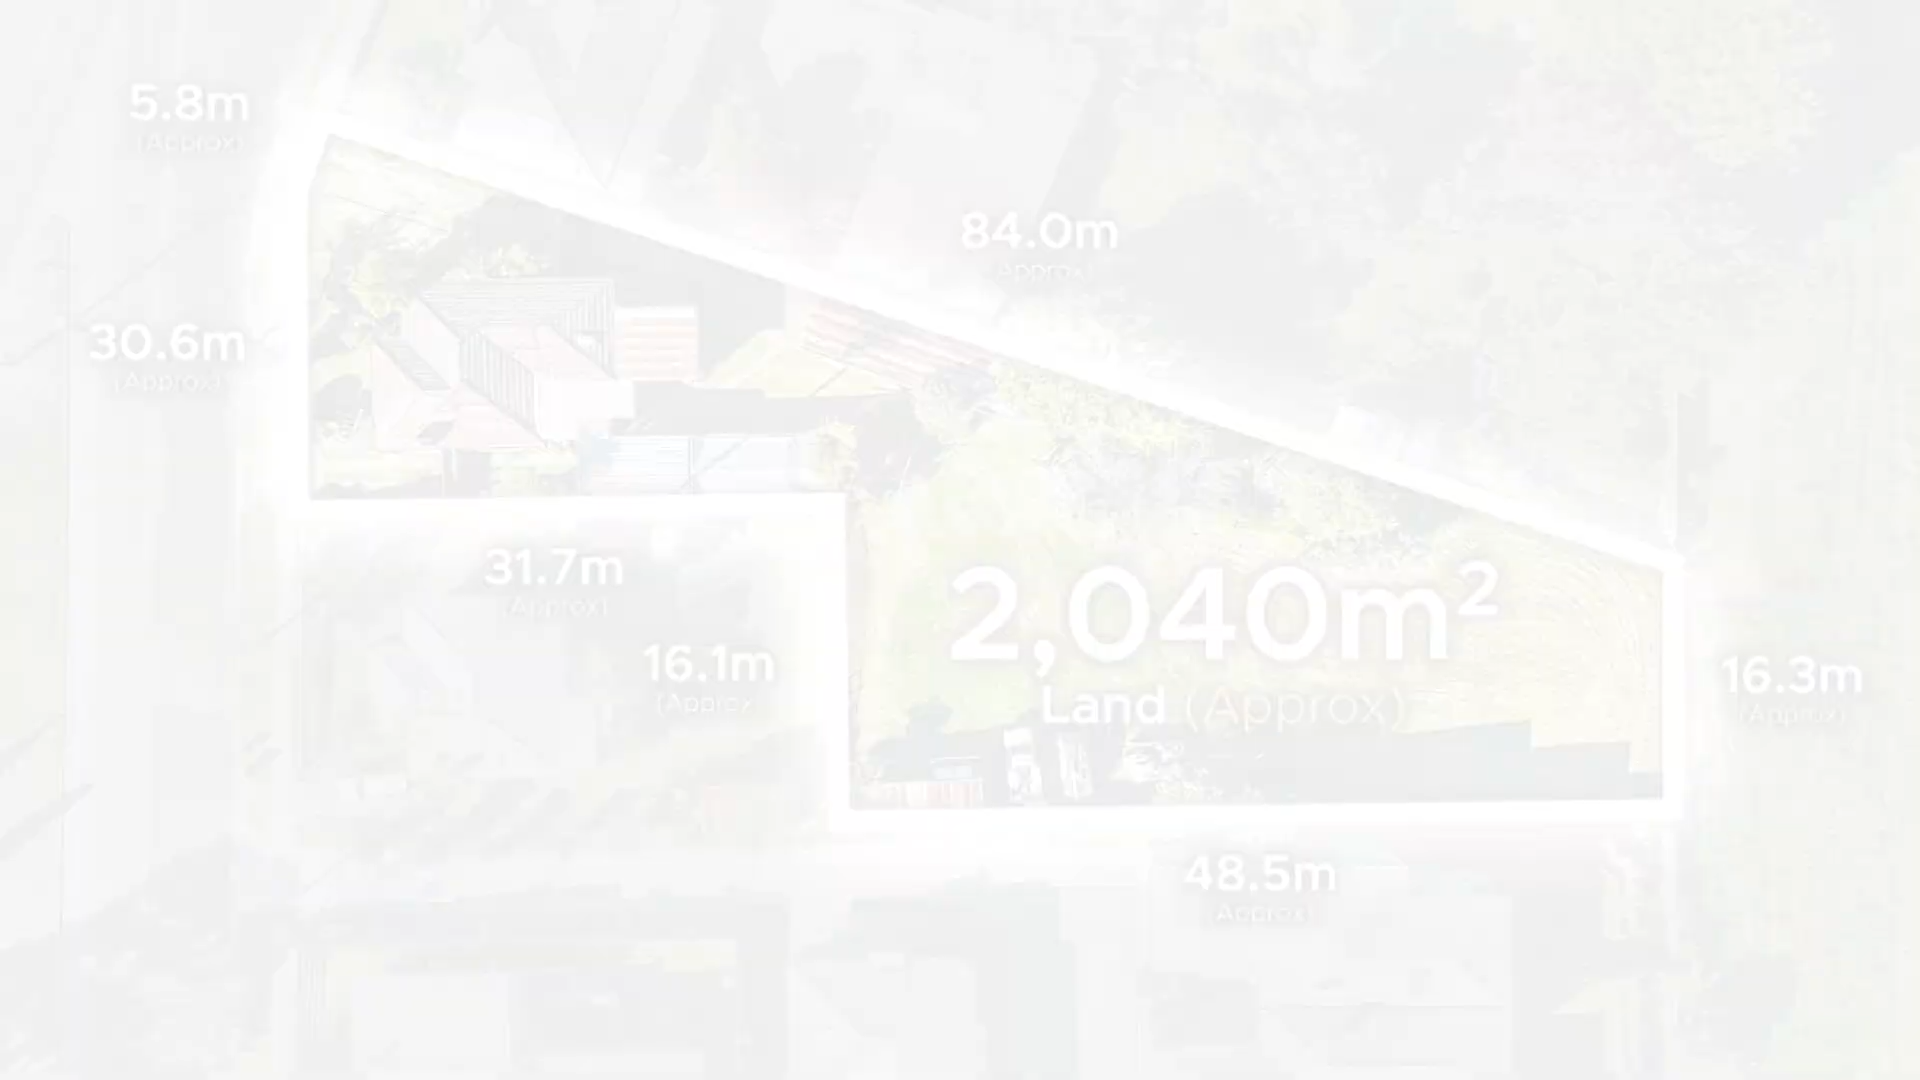 5.8m
(Approx)
84.0m
(Approx)
30.6m
(Approx)
31.7m
(Approx)
2,040m²
Land (Approx)
16.1m
(Approx)
16.3m
(Approx)
48.5m
(Approx)